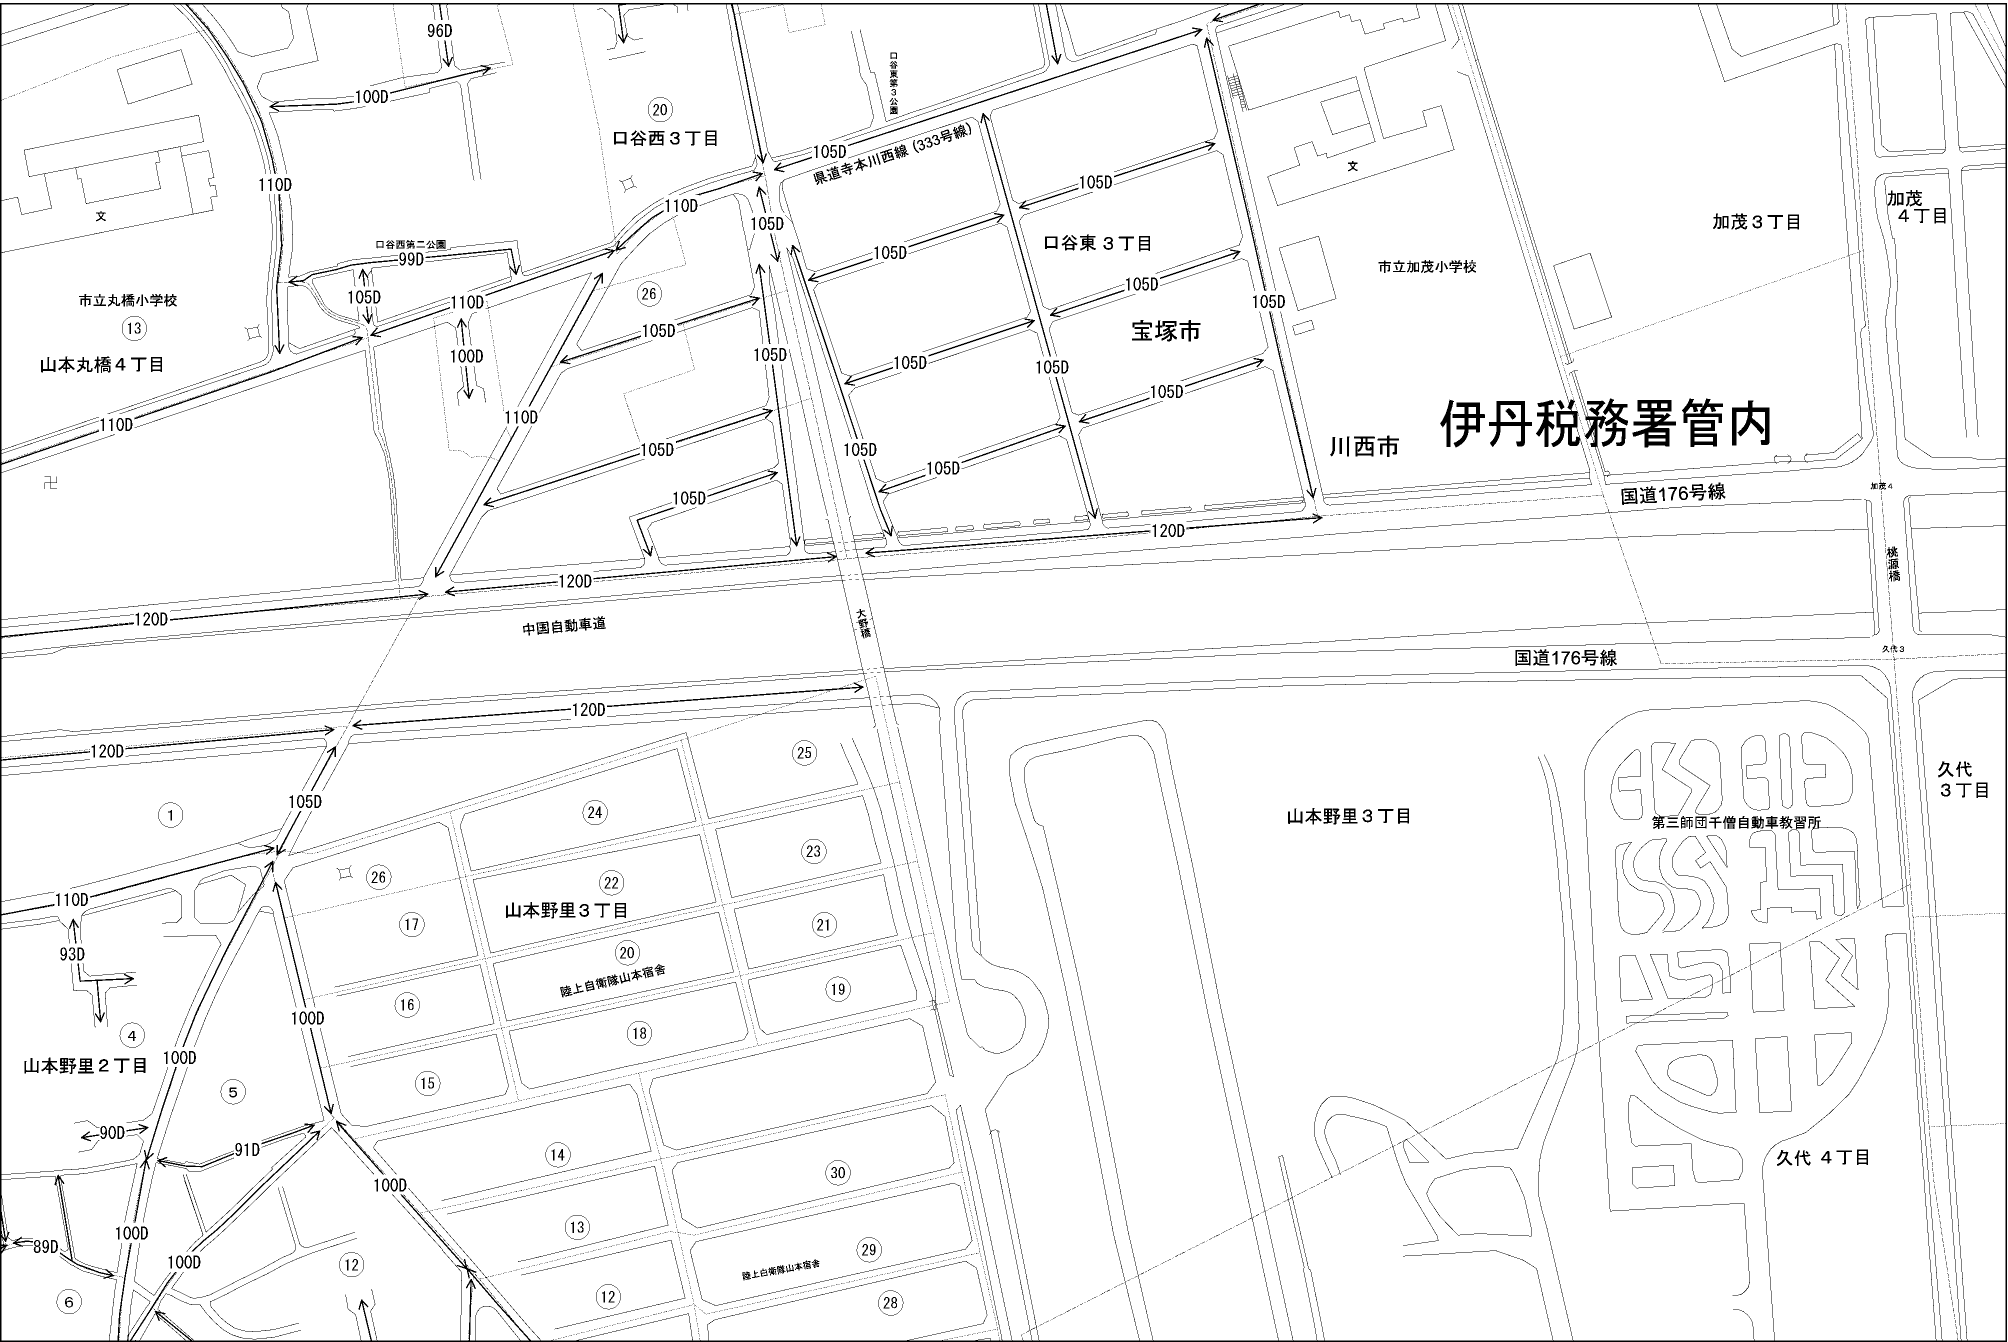 96D
100D
20
口谷西３丁目
口谷東第３公園
105D
県道寺本川西線 (333号線)
110D
文
110D
105D
105D
文
加茂
４丁目
加茂３丁目
口谷東３丁目
105D
口谷西第二公園
99D
市立加茂小学校
105D
105D
市立丸橋小学校
13
110D
26
105D
105D
105D
宝塚市
山本丸橋４丁目
100D
105D
105D
105D
105D
110D
110D
105D
伊丹税務署管内
川西市
105D
105D
105D
105D
国道176号線
加茂４
120D
桃源橋
120D
120D
中国自動車道
大野橋
国道176号線
久代３
120D
120D
25
久代
３丁目
105D
1
24
山本野里３丁目
第三師団千僧自動車教習所
23
26
22
110D
山本野里３丁目
17
21
93D
20
陸上自衛隊山本宿舎
16
19
100D
4
18
100D
山本野里２丁目
15
5
90D
91D
14
久代 ４丁目
30
100D
13
100D
89D
29
100D
12
陸上自衛隊山本宿舎
6
12
28